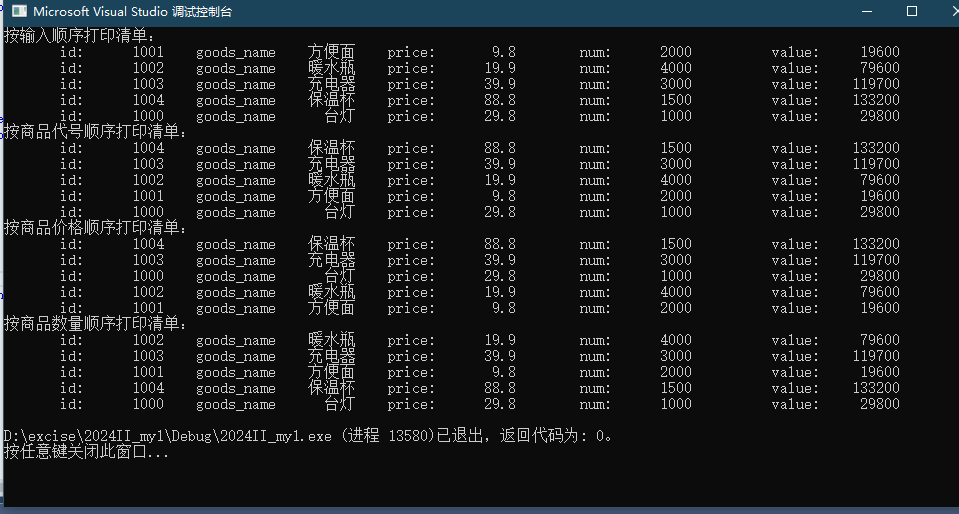 Microsoft Visual Studio 调试控制台
按输入顺序打印清单:
id: 1001 goods_name 方便面 price: 9.8 num: 2000 value: 19600
id: 1002 goods_name 暖水瓶 price: 19.9 num: 4000 value: 79600
id: 1003 goods_name 充电器 price: 39.9 num: 3000 value: 119700
id: 1004 goods_name 保温杯 price: 88.8 num: 1500 value: 133200
id: 1000 goods_name 台灯 price: 29.8 num: 1000 value: 29800
按商品代号顺序打印清单:
id: 1004 goods_name 保温杯 price: 88.8 num: 1500 value: 133200
id: 1003 goods_name 充电器 price: 39.9 num: 3000 value: 119700
id: 1002 goods_name 暖水瓶 price: 19.9 num: 4000 value: 79600
id: 1001 goods_name 方便面 price: 9.8 num: 2000 value: 19600
id: 1000 goods_name 台灯 price: 29.8 num: 1000 value: 29800
按商品价格顺序打印清单:
id: 1004 goods_name 保温杯 price: 88.8 num: 1500 value: 133200
id: 1003 goods_name 充电器 price: 39.9 num: 3000 value: 119700
id: 1000 goods_name 台灯 price: 29.8 num: 1000 value: 29800
id: 1002 goods_name 暖水瓶 price: 19.9 num: 4000 value: 79600
id: 1001 goods_name 方便面 price: 9.8 num: 2000 value: 19600
按商品数量顺序打印清单:
id: 1002 goods_name 暖水瓶 price: 19.9 num: 4000 value: 79600
id: 1003 goods_name 充电器 price: 39.9 num: 3000 value: 119700
id: 1001 goods_name 方便面 price: 9.8 num: 2000 value: 19600
id: 1004 goods_name 保温杯 price: 88.8 num: 1500 value: 133200
id: 1000 goods_name 台灯 price: 29.8 num: 1000 value: 29800
D:\excise\2024II_my1\Debug\2024II_my1.exe (进程 13580)已退出，返回代码为: 0。
按任意键关闭此窗口...